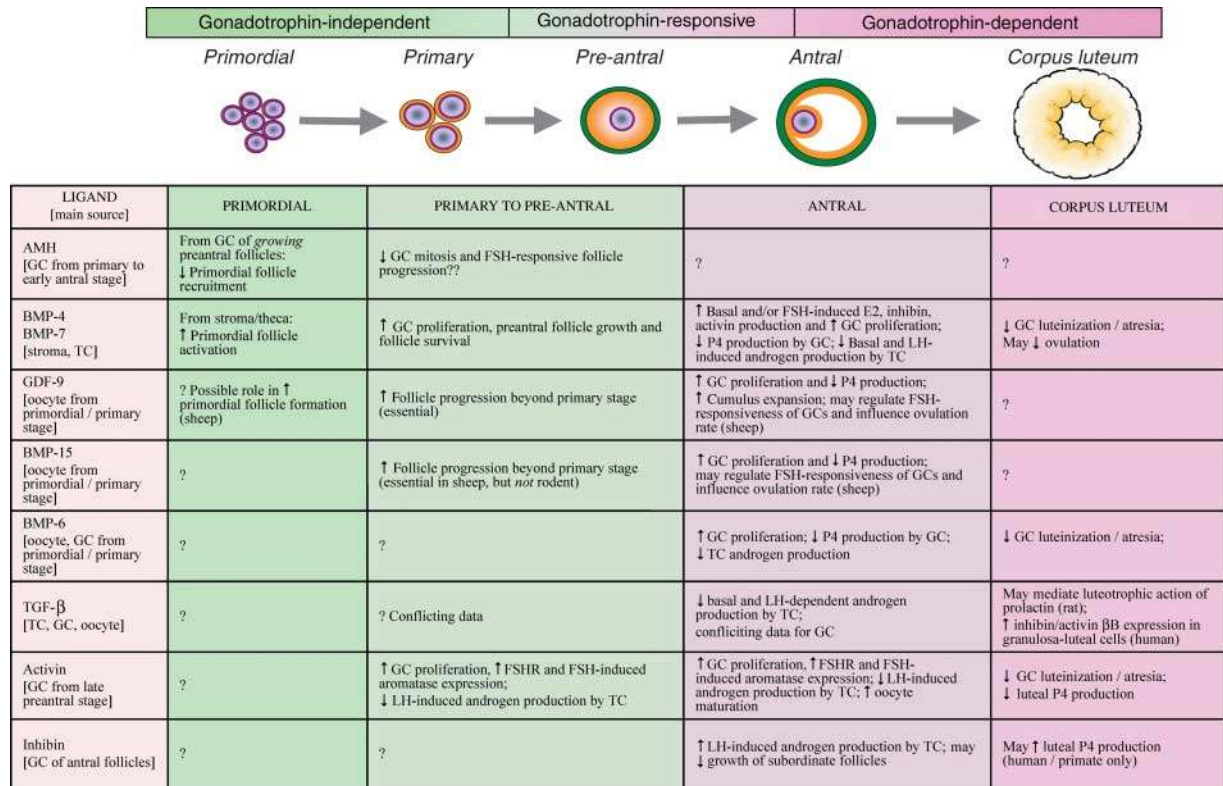 Gonadotrophin-independent
Gonadotrophin-responsive
Gonadotrophin-dependent
Primordial
Primary
Pre-antral
Antral
Corpus luteum
LIGAND
[main source]
PRIMORDIAL
PRIMARY TO PRE-ANTRAL
ANTRAL
CORPUS LUTEUM
AMH
[GC from primary to
early antral stage]
From GC of growing
preantral follicles:
↓ Primordial follicle
recruitment
↓ GC mitosis and FSH-responsive follicle
progression??
?
?
BMP-4
BMP-7
[stroma, TC]
From stroma/theca:
↑ Primordial follicle
activation
↑ GC proliferation, preantral follicle growth and
follicle survival
↑ Basal and/or FSH-induced E2, inhibin,
activin production and ↑ GC proliferation;
↓ P4 production by GC; ↓ Basal and LH-
induced androgen production by TC
↓ GC luteinization / atresia;
May ↓ ovulation
GDF-9
[oocyte from
primordial / primary
stage]
? Possible role in ↑
primordial follicle formation
(sheep)
↑ Follicle progression beyond primary stage
(essential)
↑ GC proliferation and ↓ P4 production;
↑ Cumulus expansion; may regulate FSH-
responsiveness of GCs and influence ovulation
rate (sheep)
?
BMP-15
[oocyte from
primordial / primary
stage]
?
↑ Follicle progression beyond primary stage
(essential in sheep, but not rodent)
↑ GC proliferation and ↓ P4 production;
may regulate FSH-responsiveness of GCs and
influence ovulation rate (sheep)
?
BMP-6
[oocyte, GC from
primordial / primary
stage]
?
?
↑ GC proliferation; ↓ P4 production by GC;
↓ TC androgen production
↓ GC luteinization / atresia;
TGF-β
[TC, GC, oocyte]
?
? Conflicting data
↓ basal and LH-dependent androgen
production by TC;
confliciting data for GC
May mediate luteotrophic action of
prolactin (rat);
↑ inhibin/activin βB expression in
granulosa-luteal cells (human)
Activin
[GC from late
preantral stage]
?
↑ GC proliferation, ↑ FSHR and FSH-induced
aromatase expression;
↓ LH-induced androgen production by TC
↑ GC proliferation, ↑ FSHR and FSH-
induced aromatase expression; ↓ LH-induced
androgen production by TC; ↑ oocyte
maturation
↓ GC luteinization / atresia;
↓ luteal P4 production
Inhibin
[GC of antral follicles]
?
?
↑ LH-induced androgen production by TC; may
↓ growth of subordinate follicles
May ↑ luteal P4 production
(human / primate only)